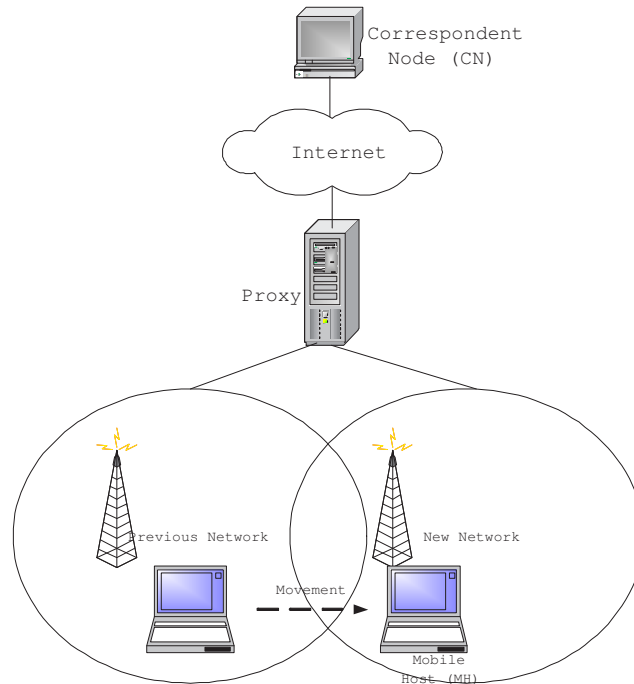 Correspondent
Node (CN)
Internet
Proxy
Previous Network
New Network
Movement
Mobile
Host (MH)